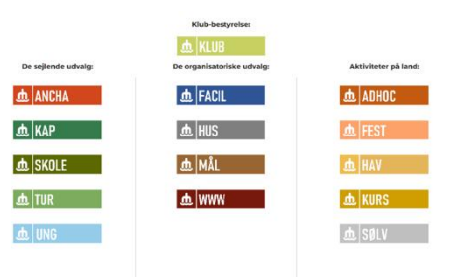 Klub-bestyrelse:
KLUB
De sejlende udvalg:
De organisatoriske udvalg:
Aktiviteter på land:
ANCHA
FACIL
ADHOC
KAP
HUS
FEST
SKOLE
MÅL
HAV
TUR
WWW
KURS
UNG
SØLV